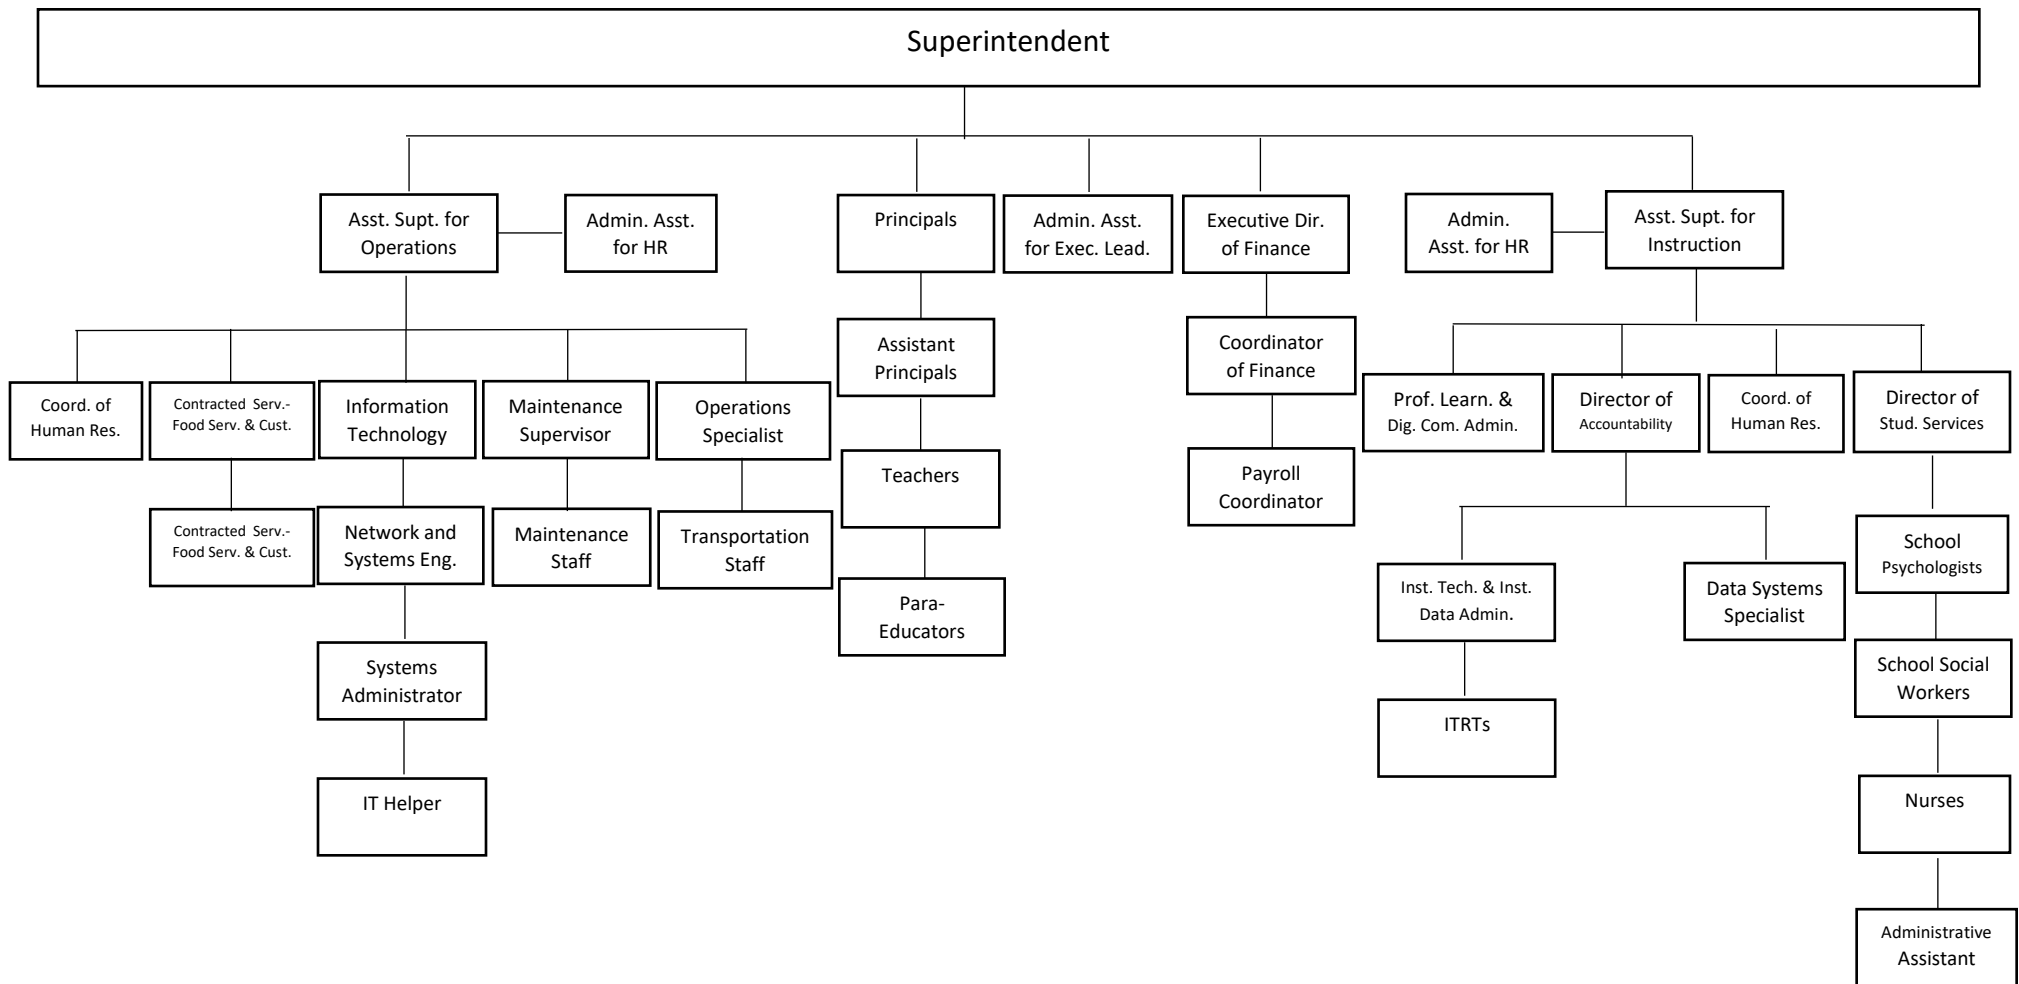 Superintendent
Asst. Supt. for
Operations
Admin. Asst.
for HR
Principals
Admin. Asst.
for Exec. Lead.
Executive Dir.
of Finance
Admin.
Asst. for HR
Asst. Supt. for
Instruction
Assistant
Principals
Coordinator
of Finance
Coord. of
Human Res.
Contracted Serv.-
Food Serv. & Cust.
Information
Technology
Maintenance
Supervisor
Operations
Specialist
Prof. Learn. &
Dig. Com. Admin.
Director of
Accountability
Coord. of
Human Res.
Director of
Stud. Services
Teachers
Payroll
Coordinator
Contracted Serv.-
Food Serv. & Cust.
Network and
Systems Eng.
Maintenance
Staff
Transportation
Staff
School
Psychologists
Para-
Educators
Inst. Tech. & Inst.
Data Admin.
Data Systems
Specialist
Systems
Administrator
School Social
Workers
ITRTs
IT Helper
Nurses
Administrative
Assistant